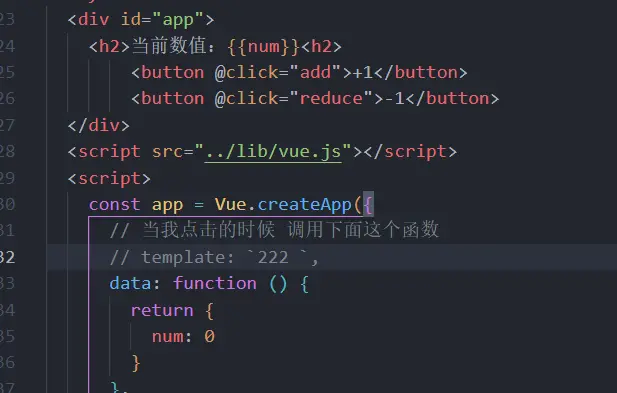 23 <div id="app">
24 <h2>当前数值：{{num}}<h2>
25 <button @click="add">+1</button>
26 <button @click="reduce">-1</button>
27 </div>
28 <script src="../lib/vue.js"></script>
29 <script>
30 const app = Vue.createApp({
31 // 当我点击的时候 调用下面这个函数
32 // template: `222 `,
33 data: function () {
34 return {
35 num: 0
36 }
37 },